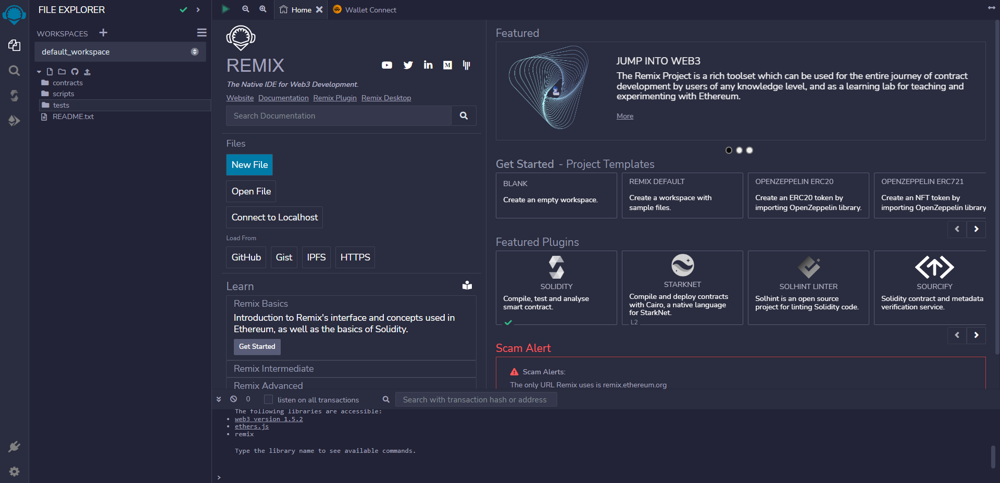 FILE EXPLORER
WORKSPACES
default_workspace
contracts
scripts
tests
README.txt
Home
Wallet Connect
REMIX
The Native IDE for Web3 Development.
Website Documentation Remix Plugin Remix Desktop
Search Documentation
Files
New File
Open File
Connect to Localhost
Load From
GitHub Gist IPFS HTTPS
Learn
Remix Basics
Introduction to Remix's interface and concepts used in
Ethereum, as well as the basics of Solidity.
Get Started
Remix Intermediate
Remix Advanced
Featured
JUMP INTO WEB3
The Remix Project is a rich toolset which can be used for the entire journey of contract
development by users of any knowledge level, and as a learning lab for teaching and
experimenting with Ethereum.
More
Get Started - Project Templates
BLANK
Create an empty workspace.
REMIX DEFAULT
Create a workspace with
sample files.
OPENZEPPELIN ERC20
Create an ERC20 token by
importing OpenZeppelin library.
OPENZEPPELIN ERC721
Create an NFT token by
importing OpenZeppelin library
Featured Plugins
SOLIDITY
Compile, test and analyse
smart contract.
STARKNET
Compile and deploy contracts
with Cairo, a native language
for StarkNet.
L2
SOLHINT LINTER
Solhint is an open source
project for linting Solidity code.
SOURCIFY
Solidity contract and metadata
verification service.
Scam Alert
Scam Alerts:
The only URL Remix uses is remix.ethereum.org
0
listen on all transactions
Search with transaction hash or address
The following libraries are accessible:
• web3 version 1.5.2
• ethers.js
• remix
Type the library name to see available commands.
>